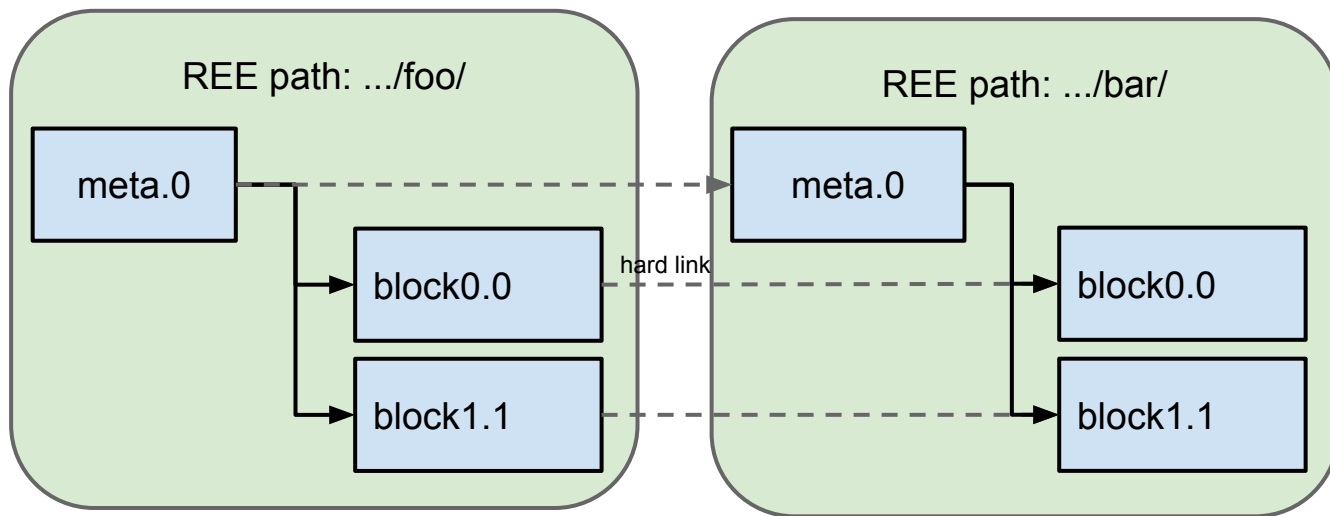 REE path: .../foo/
meta.0
block0.0
block1.1
hard link
REE path: .../bar/
meta.0
block0.0
block1.1